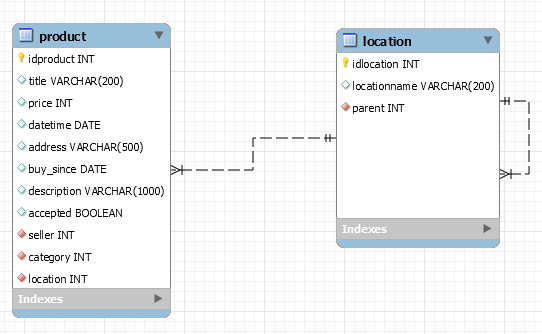 product
idproduct INT
title VARCHAR(200)
price INT
datetime DATE
address VARCHAR(500)
buy_since DATE
description VARCHAR(1000)
accepted BOOLEAN
seller INT
category INT
location INT
Indexes
location
idlocation INT
locationname VARCHAR(200)
parent INT
Indexes